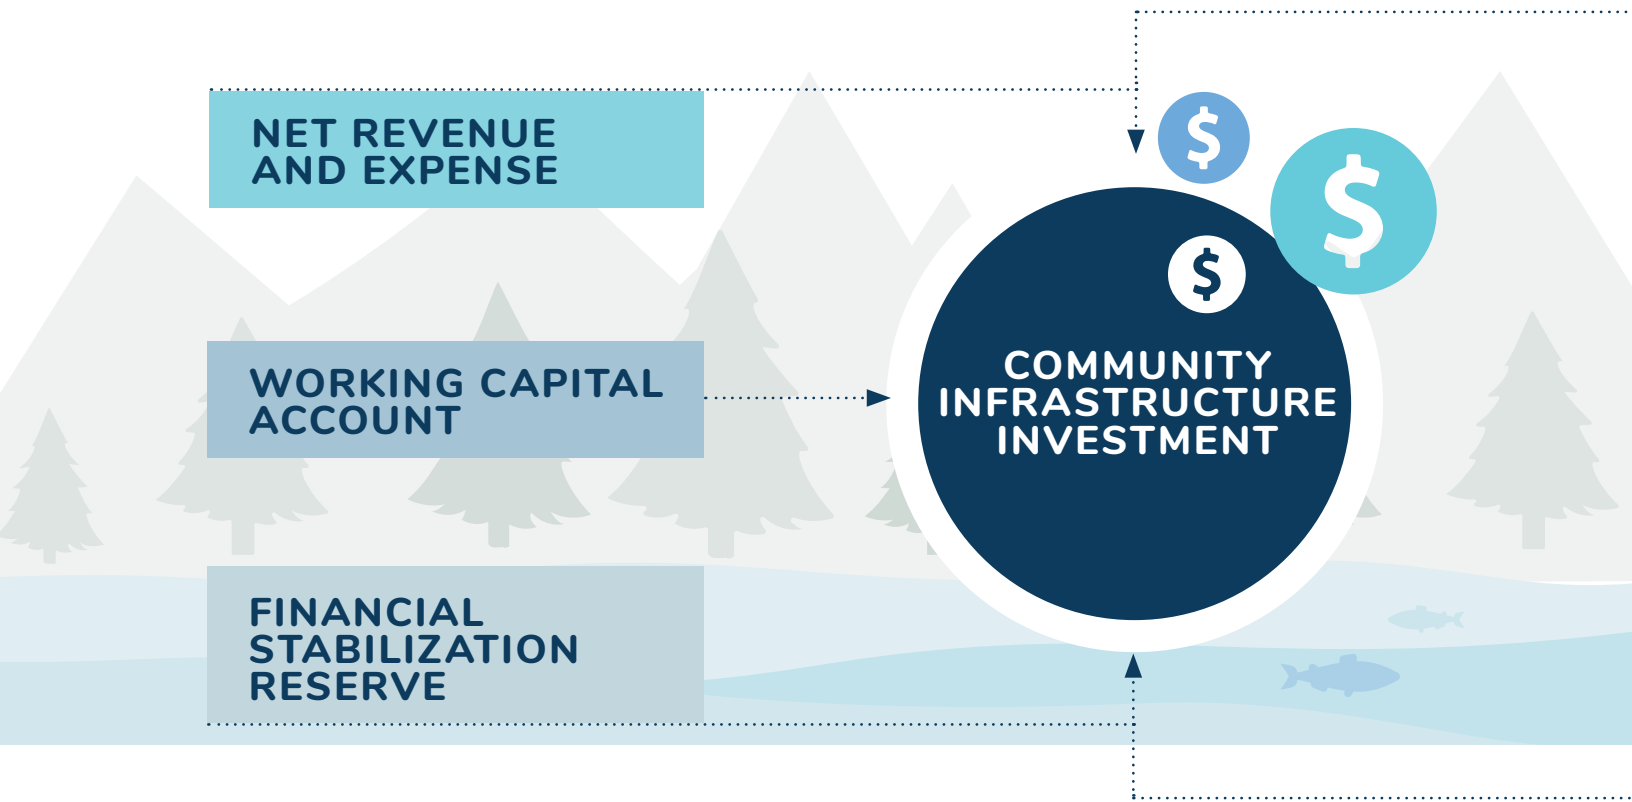 NET REVENUE
AND EXPENSE
$
$
$
WORKING CAPITAL
ACCOUNT
COMMUNITY
INFRASTRUCTURE
INVESTMENT
FINANCIAL
STABILIZATION
RESERVE